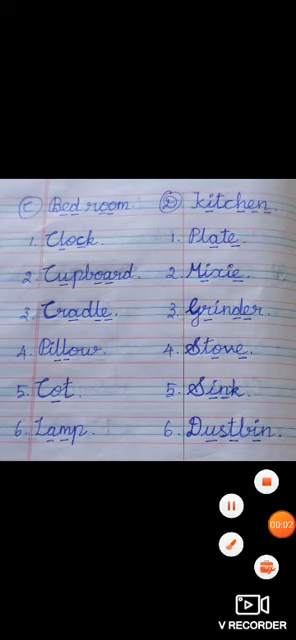 C Bed room.
1. Clock
2 Cupboard.
3. Cradle.
4. Pillow.
5. Cot.
6. Lamp.
D Kitchen.
1. Plate.
2 Mixie.
3. Grinder.
4. Stove.
5. Sink.
6. Dustbin.
00:02
V RECORDER